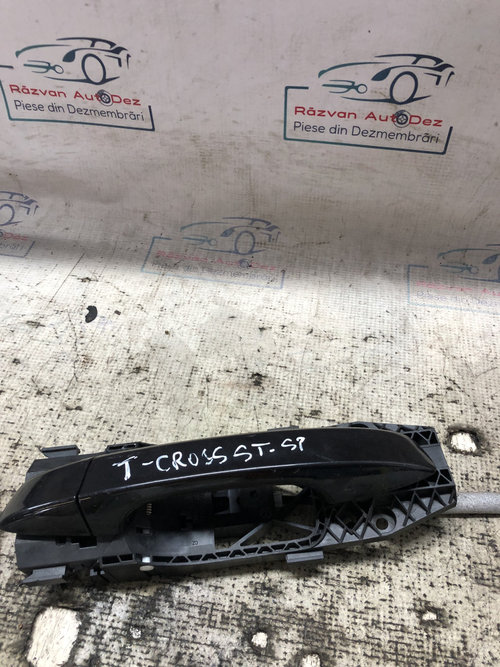 Răzvan AutoDez
Piese din Dezmembrări
Răzvan AutoDez
Piese din Dezmembrări
T-CROSS ST-SP